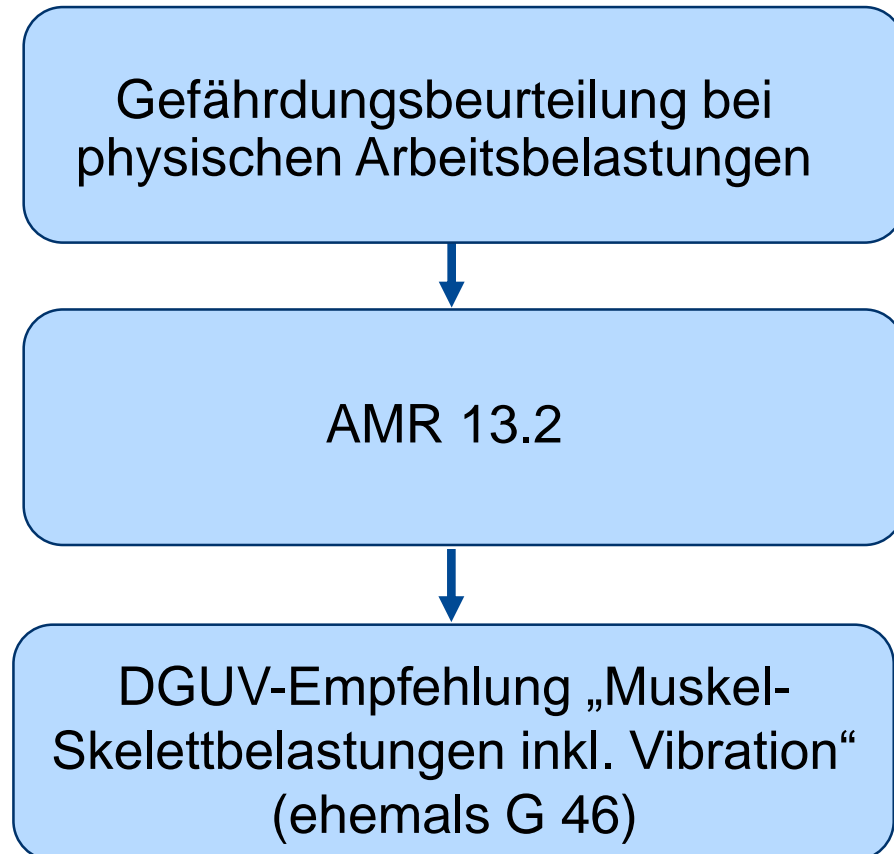 Gefährdungsbeurteilung bei
physischen Arbeitsbelastungen
AMR 13.2
DGUV-Empfehlung „Muskel-
Skelettbelastungen inkl. Vibration“
(ehemals G 46)